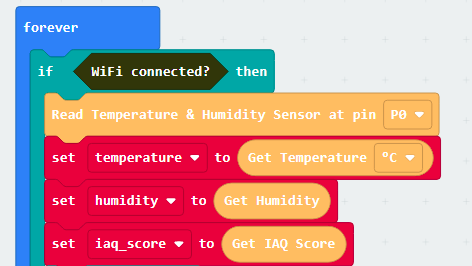 forever
if WiFi connected? then
Read Temperature & Humidity Sensor at pin P0
set temperature to Get Temperature ºC
set humidity to Get Humidity
set iaq_score to Get IAQ Score